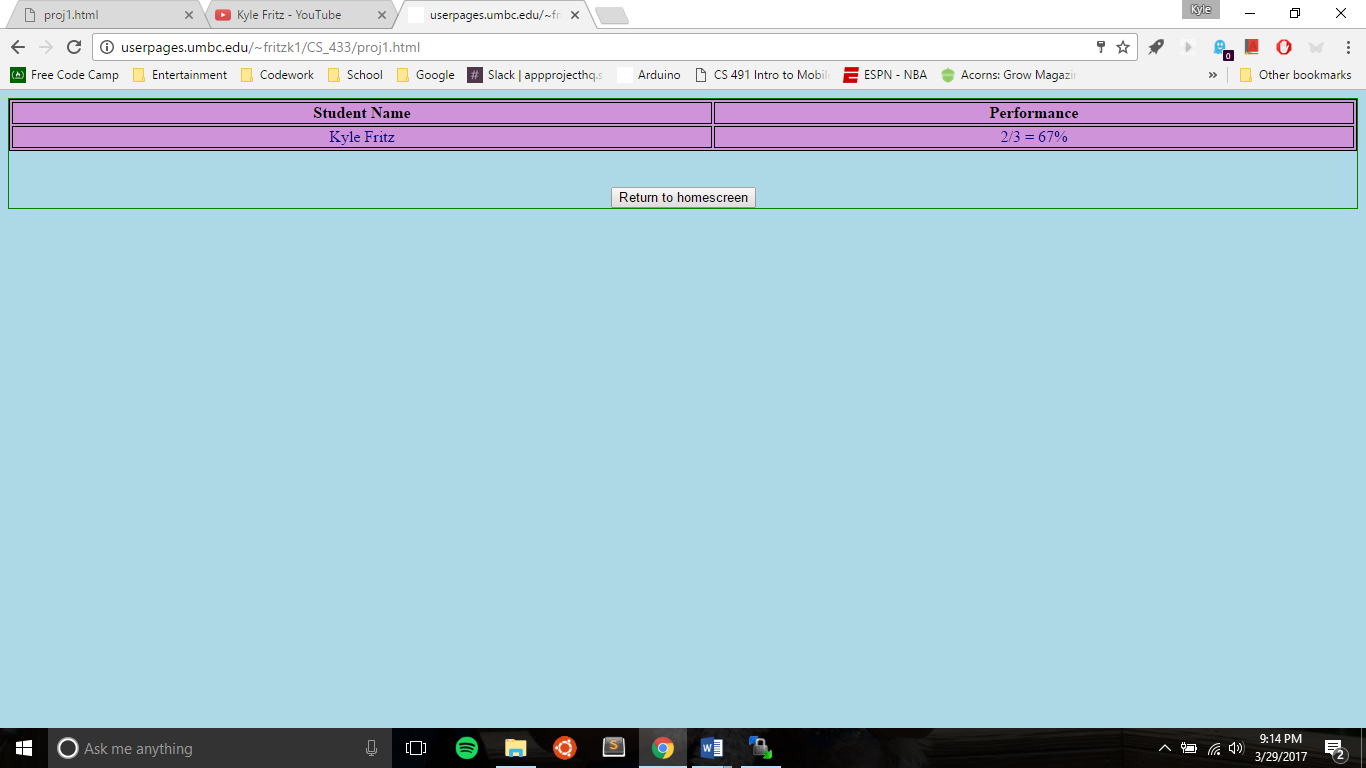 proj1.html
Kyle Fritz - YouTube
userpages.umbc.edu/~fr
Kyle
userpages.umbc.edu/~fritzk1/CS_433/proj1.html
0
Free Code Camp
Entertainment
Codework
School
Google
# Slack | appprojecthq.s
Arduino
CS 491 Intro to Mobil
ESPN - NBA
Acorns: Grow Magazi
»
Other bookmarks
Student Name
Performance
Kyle Fritz
2/3 = 67%
Return to homescreen
Ask me anything
9:14 PM
3/29/2017
2